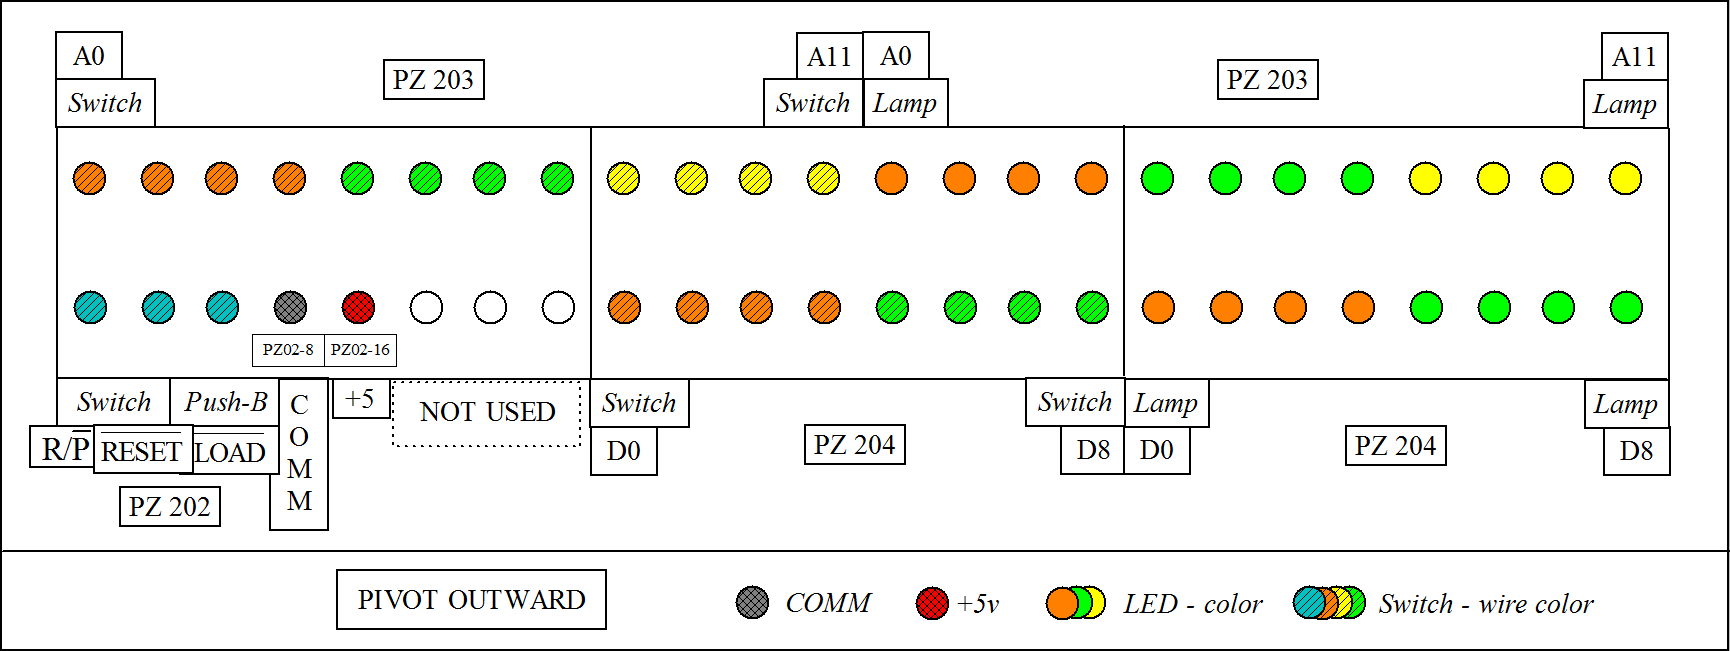 A0
PZ 203
A11
A0
PZ 203
A11
Switch
Switch
Lamp
Lamp
PZ02-8
PZ02-16
Switch
Push-B
COMM
+5
NOT USED
Switch
Switch
Lamp
Lamp
R/P
RESET
LOAD
D0
PZ 204
D8
D0
PZ 204
D8
PZ 202
PIVOT OUTWARD
COMM
+5v
LED - color
Switch - wire color